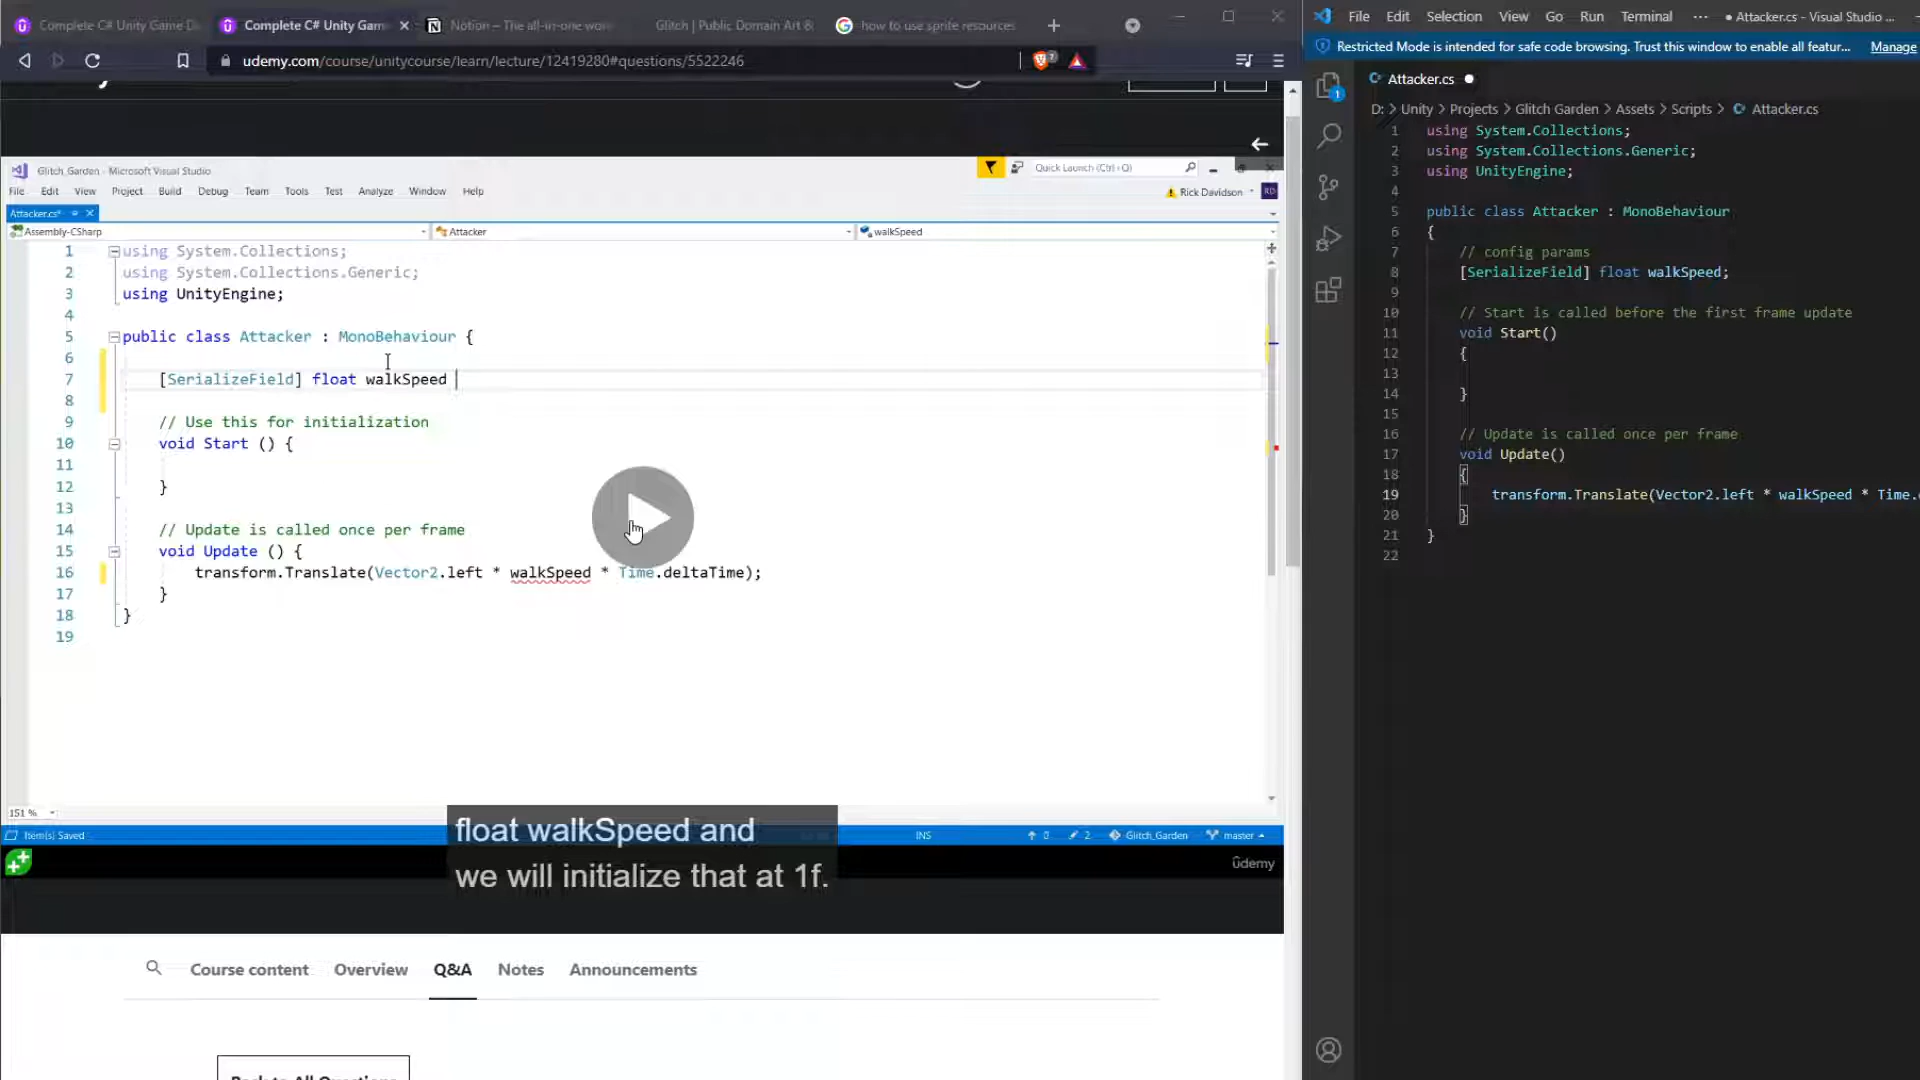 Complete C# Unity Game D
Complete C# Unity Gam
Notion – The all-in-one wor
Glitch | Public Domain Art &
how to use sprite resources
udemy.com/course/unitycourse/learn/lecture/12419280#questions/5522246
Glitch_Garden - Microsoft Visual Studio
Quick Launch (Ctrl+Q)
File Edit View Project Build Debug Team Tools Test Analyze Window Help
Rick Davidson RD
Attacker.cs*
Assembly-CSharp
Attacker
walkSpeed
1 using System.Collections;
2 using System.Collections.Generic;
3 using UnityEngine;
4
5 public class Attacker : MonoBehaviour {
6
7 [SerializeField] float walkSpeed
8
9 // Use this for initialization
10 void Start () {
11
12 }
13
14 // Update is called once per frame
15 void Update () {
16 transform.Translate(Vector2.left * walkSpeed * Time.deltaTime);
17 }
18 }
19
151 %
Item(s) Saved
INS
2
Glitch_Garden
master
float walkSpeed and
we will initialize that at 1f.
ûdemy
Course content Overview Q&A Notes Announcements
File Edit Selection View Go Run Terminal ··· ● Attacker.cs - Visual Studio ...
Restricted Mode is intended for safe code browsing. Trust this window to enable all featur... Manage
Attacker.cs
D: > Unity > Projects > Glitch Garden > Assets > Scripts > Attacker.cs
1
1 using System.Collections;
2 using System.Collections.Generic;
3 using UnityEngine;
4
5 public class Attacker : MonoBehaviour
6 {
7 // config params
8 [SerializeField] float walkSpeed;
9
10 // Start is called before the first frame update
11 void Start()
12 {
13
14 }
15
16 // Update is called once per frame
17 void Update()
18 {
19 transform.Translate(Vector2.left * walkSpeed * Time.
20 }
21 }
22